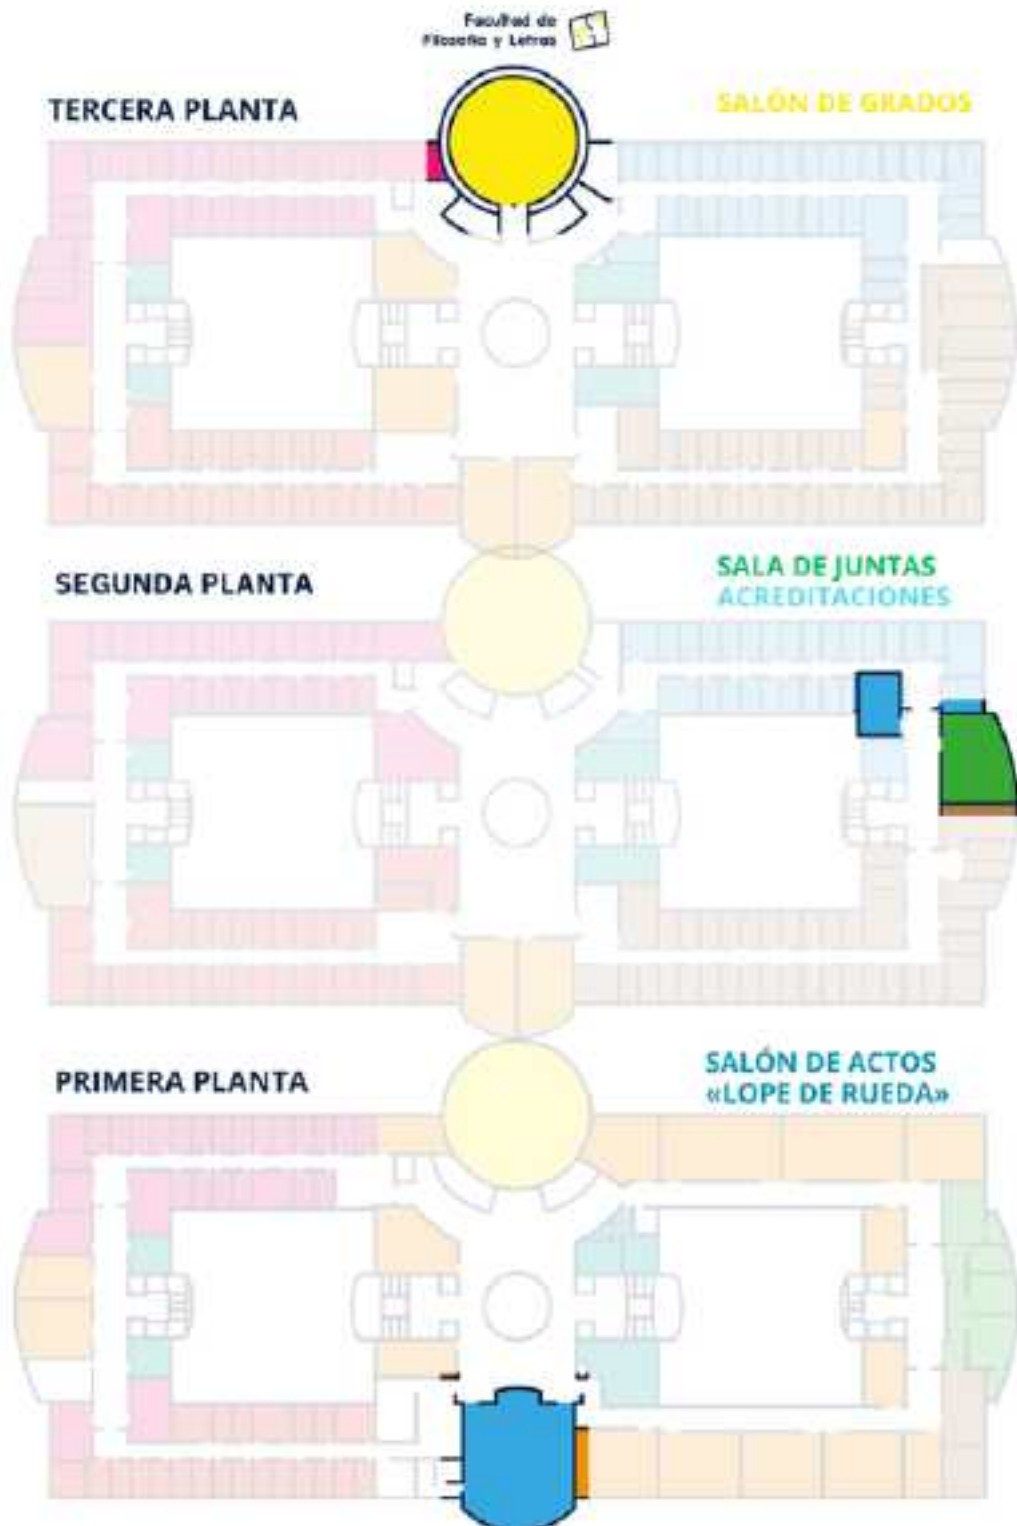 Facultad de
Filosofía y Letras
TERCERA PLANTA
SALÓN DE GRADOS
SEGUNDA PLANTA
SALA DE JUNTAS
ACREDITACIONES
PRIMERA PLANTA
SALÓN DE ACTOS
«LOPE DE RUEDA»